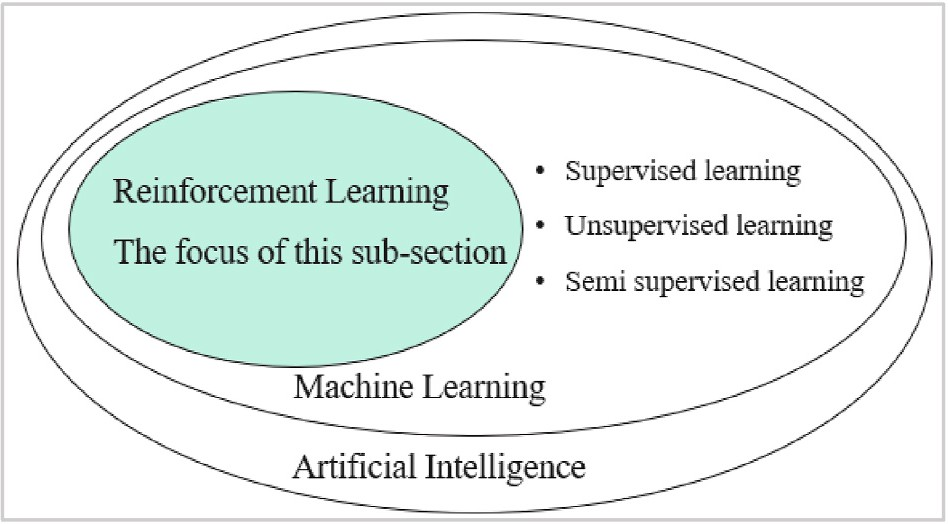 Reinforcement Learning
The focus of this sub-section
• Supervised learning
• Unsupervised learning
• Semi supervised learning
Machine Learning
Artificial Intelligence